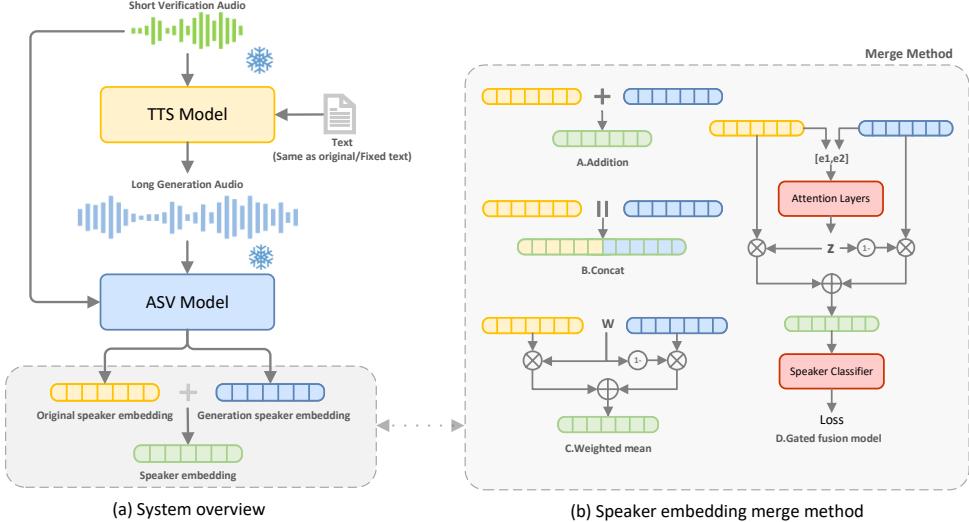 Short Verification Audio
TTS Model
Text
(Same as original/Fixed text)
Long Generation Audio
ASV Model
Original speaker embedding
Generation speaker embedding
Speaker embedding
(a) System overview
Merge Method
A.Addition
B.Concat
W
1-
C.Weighted mean
[e1,e2]
Attention Layers
Z
1-
Speaker Classifier
Loss
D.Gated fusion model
(b) Speaker embedding merge method